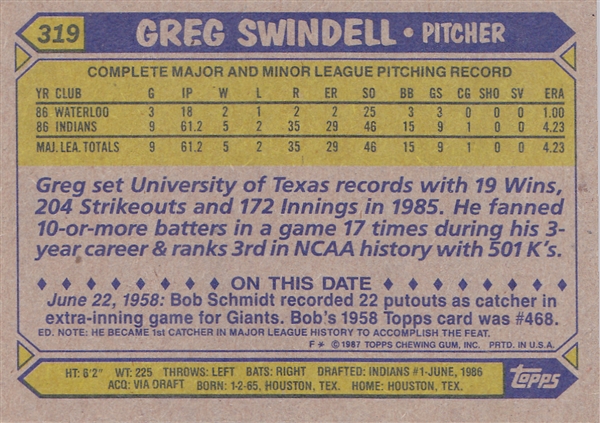 319 GREG SWINDELL • PITCHER
COMPLETE MAJOR AND MINOR LEAGUE PITCHING RECORD
YR CLUB G IP W L R ER SO BB GS CG SHO SV ERA
86 WATERLOO 3 18 2 1 2 2 25 3 3 0 0 0 1.00
86 INDIANS 9 61.2 5 2 35 29 46 15 9 1 0 0 4.23
MAJ. LEA. TOTALS 9 61.2 5 2 35 29 46 15 9 1 0 0 4.23
Greg set University of Texas records with 19 Wins,
204 Strikeouts and 172 Innings in 1985. He fanned
10-or-more batters in a game 17 times during his 3-
year career & ranks 3rd in NCAA history with 501 K's.
ON THIS DATE
June 22, 1958: Bob Schmidt recorded 22 putouts as catcher in
extra-inning game for Giants. Bob's 1958 Topps card was #468.
ED. NOTE: HE BECAME 1st CATCHER IN MAJOR LEAGUE HISTORY TO ACCOMPLISH THE FEAT.
F * © 1987 TOPPS CHEWING GUM, INC. PRTD. IN U.S.A.
HT: 6'2" WT: 225 THROWS: LEFT BATS: RIGHT DRAFTED: INDIANS #1-JUNE, 1986
ACQ: VIA DRAFT BORN: 1-2-65, HOUSTON, TEX. HOME: HOUSTON, TEX.
topps